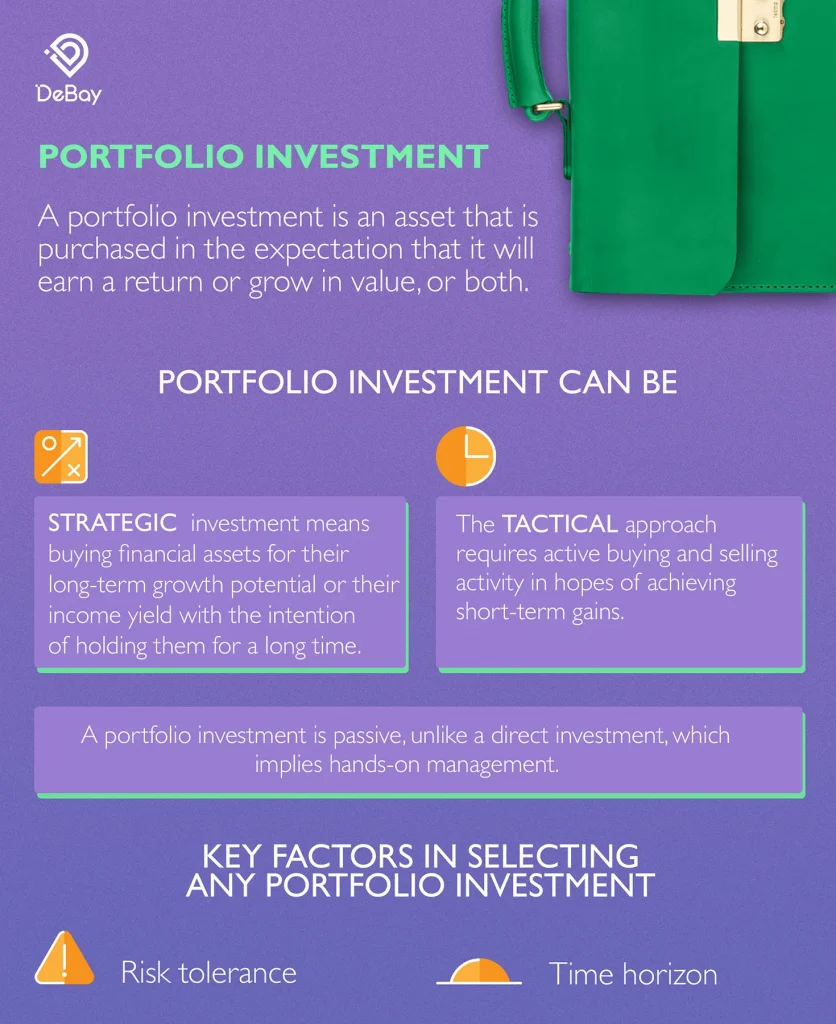 DeBay
PORTFOLIO INVESTMENT
A portfolio investment is an asset that is
purchased in the expectation that it will
earn a return or grow in value, or both.
PORTFOLIO INVESTMENT CAN BE
STRATEGIC investment means
buying financial assets for their
long-term growth potential or their
income yield with the intention
of holding them for a long time.
The TACTICAL approach
requires active buying and selling
activity in hopes of achieving
short-term gains.
A portfolio investment is passive, unlike a direct investment, which
implies hands-on management.
KEY FACTORS IN SELECTING
ANY PORTFOLIO INVESTMENT
Risk tolerance
Time horizon